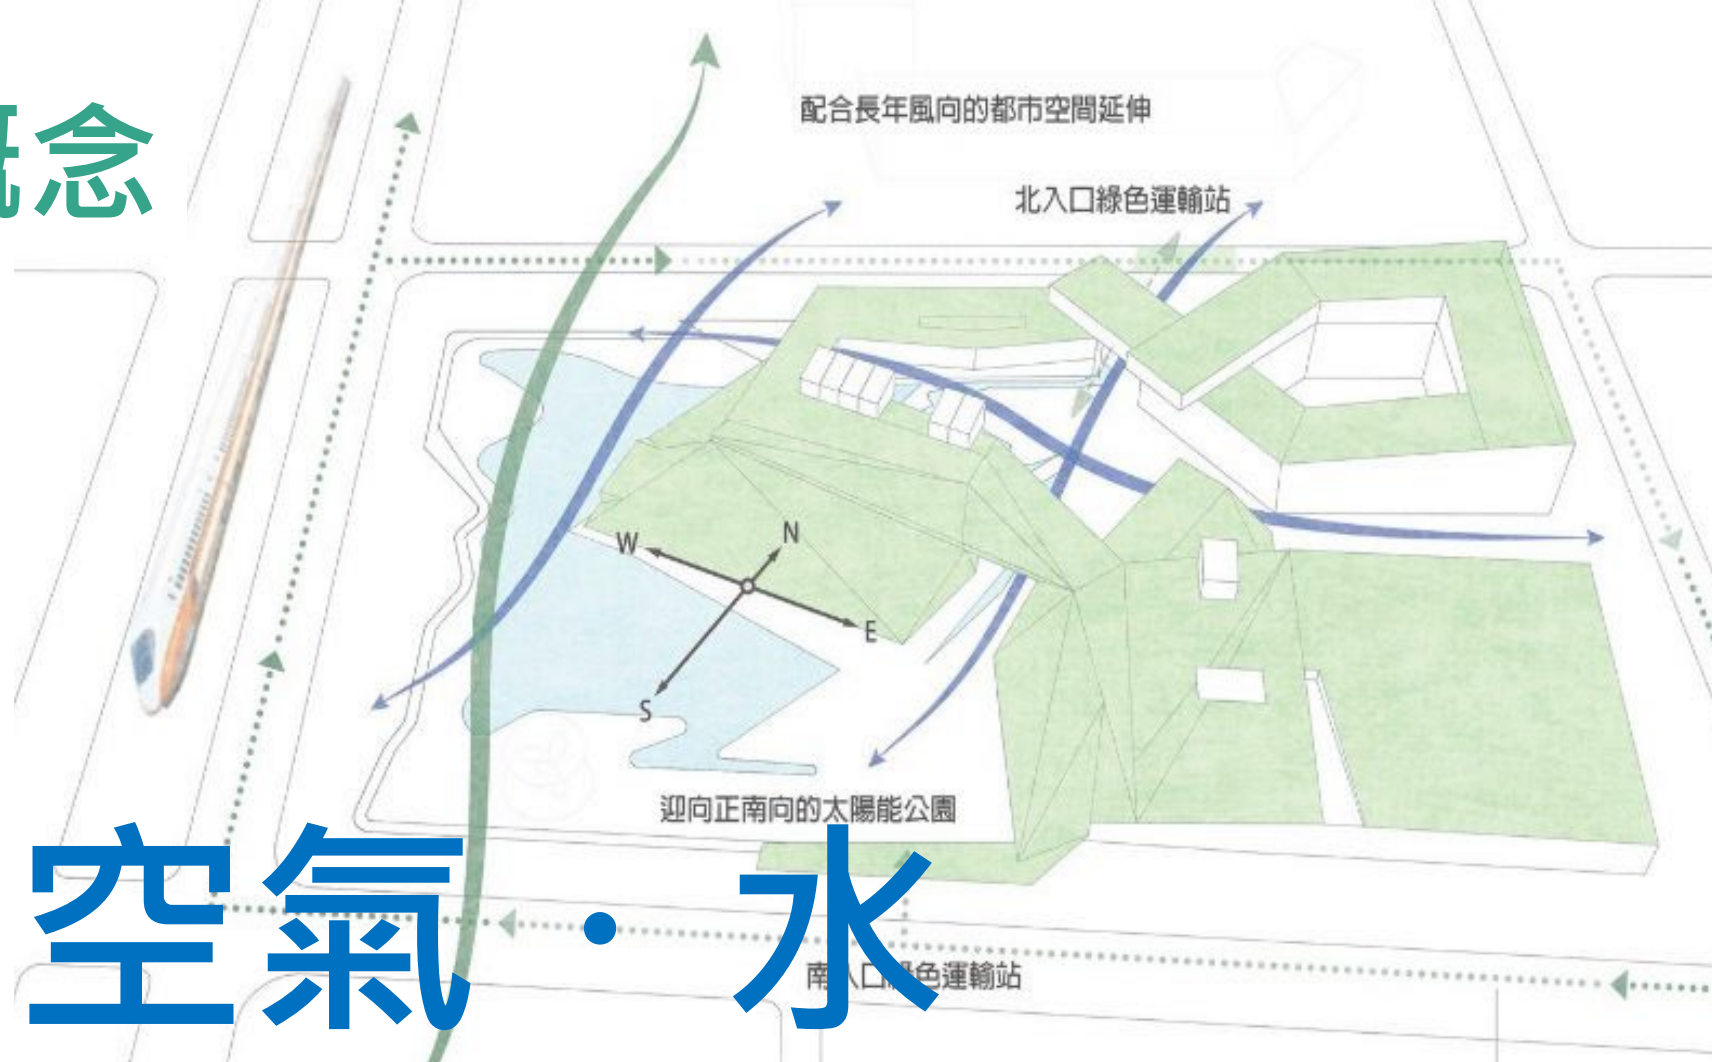 概念
配合長年風向的都市空間延伸
北入口綠色運輸站
N
W
E
S
迎向正南向的太陽能公園
空氣・水
南入口綠色運輸站